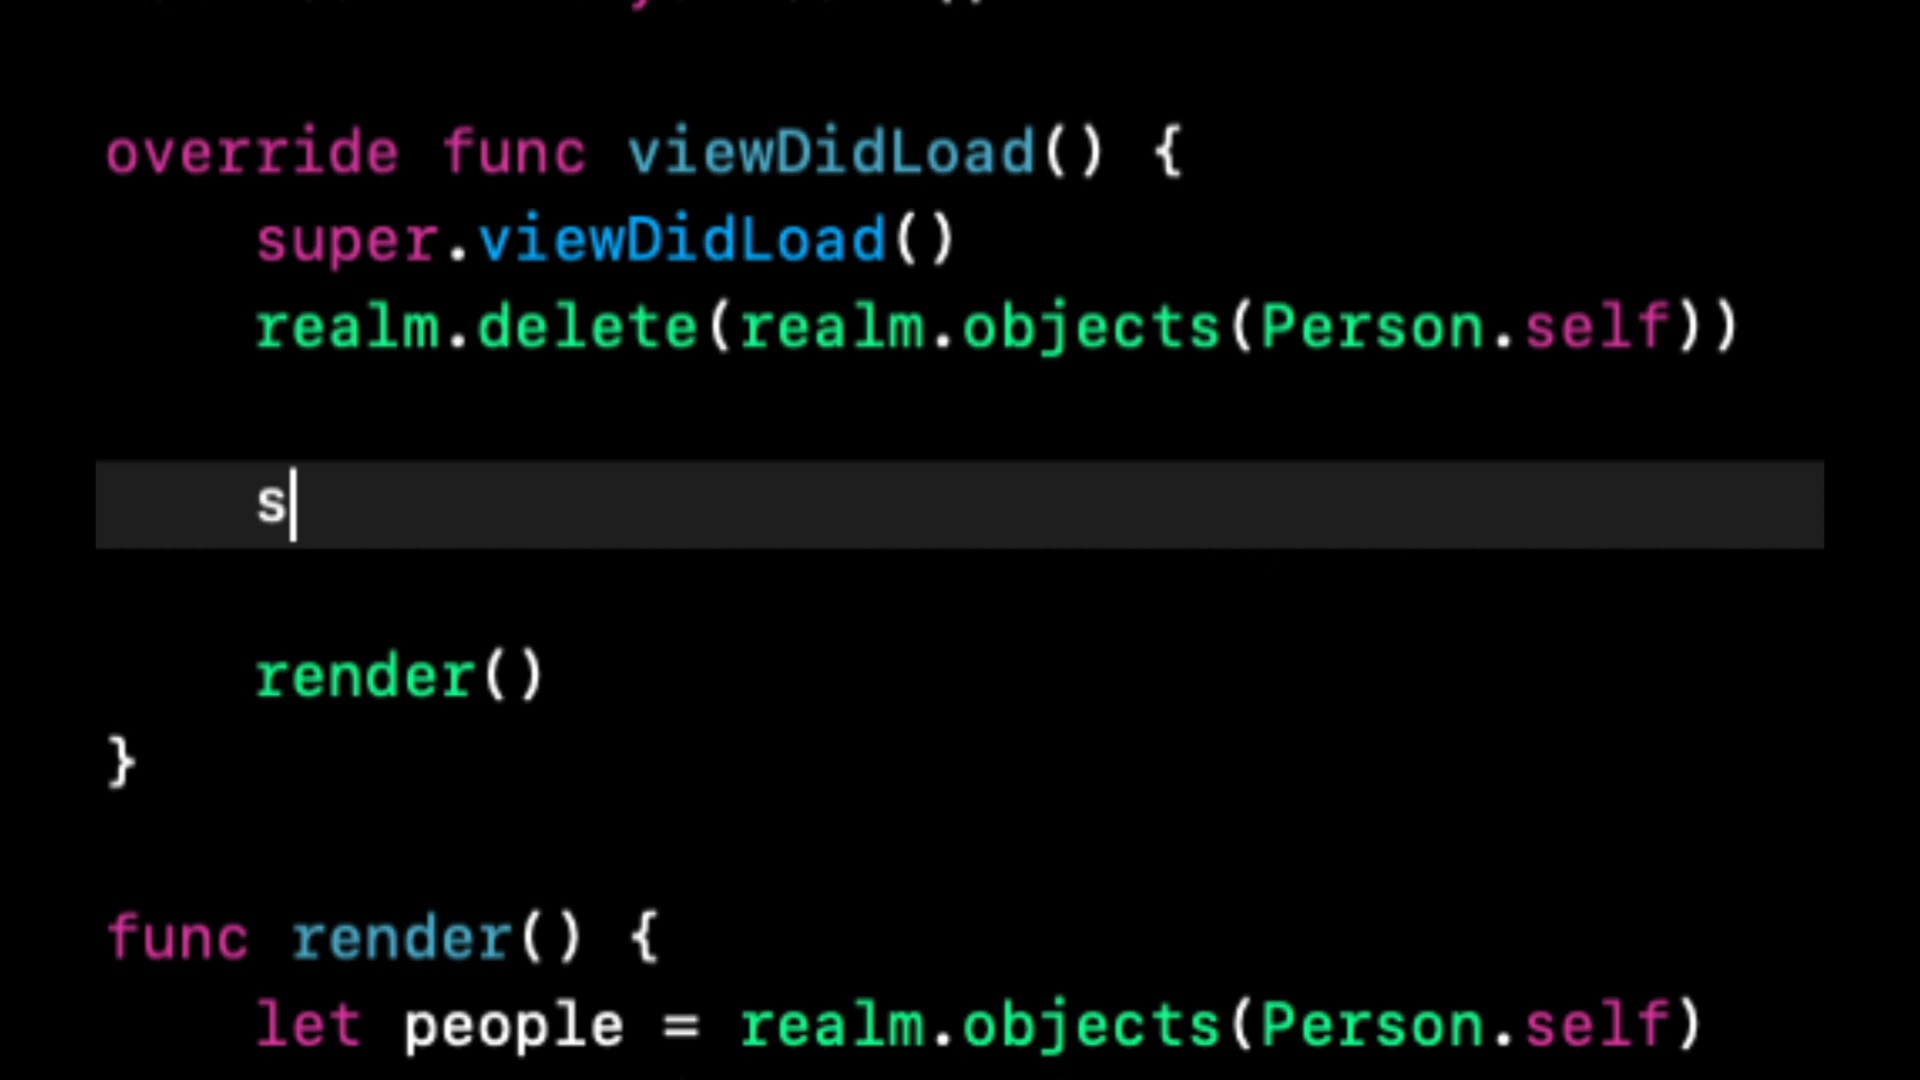 override func viewDidLoad() {
super.viewDidLoad()
realm.delete(realm.objects(Person.self))
s
render()
}
func render() {
let people = realm.objects(Person.self)